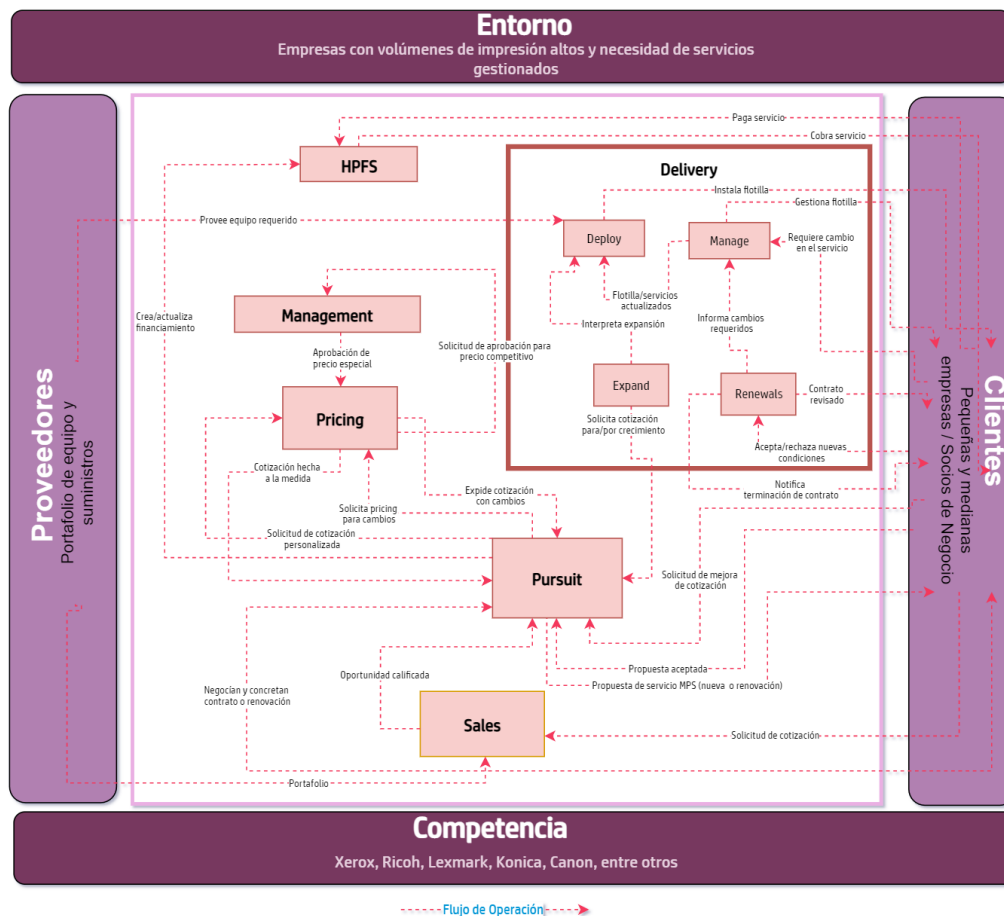 Entorno
Empresas con volúmenes de impresión altos y necesidad de servicios
gestionados
Proveedores
Portafolio de equipo y
suministros
Paga servicio
Cobra servicio
HPFS
Delivery
Instala flotilla
Gestiona flotilla
Provee equipo requerido
Deploy
Manage
Requiere cambio
en el servicio
Flotilla/servicios
actualizados
Management
Crea/actualiza
financiamiento
Interpreta expansión
Informa cambios
requeridos
Solicitud de aprobación para
precio competitivo
Aprobación de
precio especial
Expand
Renewals
Contrato
revisado
Pricing
Solicita cotización
para/por crecimiento
Acepta/rechaza nuevas
condiciones
Cotización hecha
a la medida
Expide cotización
con cambios
Notifica
terminación de contrato
Solicita pricing
para cambios
Solicitud de cotización
personalizada
Pursuit
Solicitud de mejora
de cotización
Oportunidad calificada
Propuesta aceptada
Propuesta de servicio MPS (nueva o renovación)
Negocían y concretan
contrato o renovación
Sales
Solicitud de cotización
Portafolio
Clientes
Pequeñas y medianas
empresas / Socios de Negocio
Competencia
Xerox, Ricoh, Lexmark, Konica, Canon, entre otros
Flujo de Operación